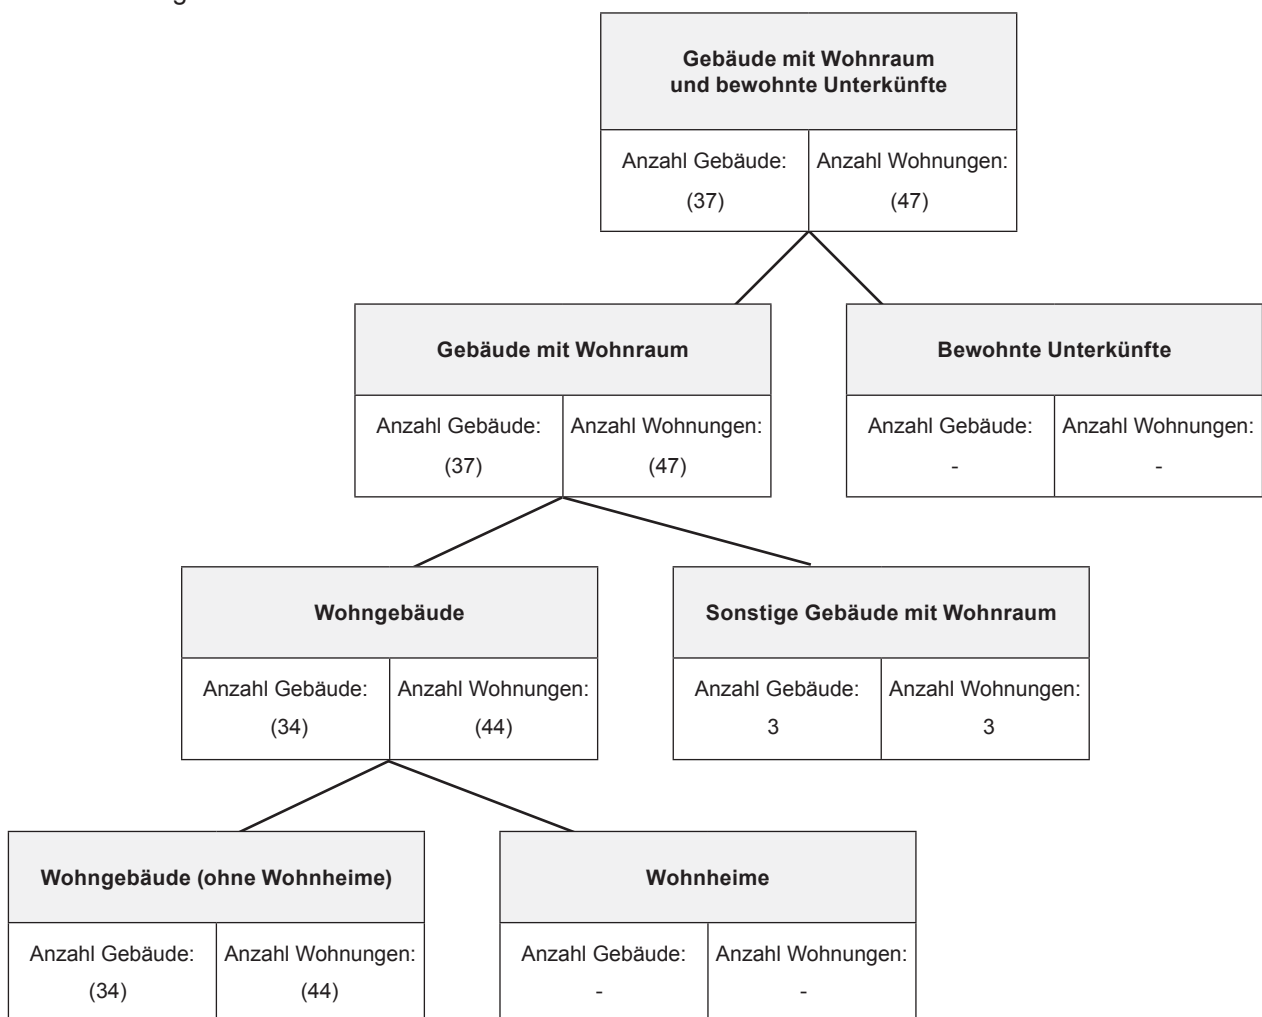 Gebäude mit Wohnraum
und bewohnte Unterkünfte
Anzahl Gebäude: Anzahl Wohnungen:
(37) (47)
Gebäude mit Wohnraum
Anzahl Gebäude: Anzahl Wohnungen:
(37) (47)
Bewohnte Unterkünfte
Anzahl Gebäude: Anzahl Wohnungen:
- -
Wohngebäude
Anzahl Gebäude: Anzahl Wohnungen:
(34) (44)
Sonstige Gebäude mit Wohnraum
Anzahl Gebäude: Anzahl Wohnungen:
3 3
Wohngebäude (ohne Wohnheime)
Anzahl Gebäude: Anzahl Wohnungen:
(34) (44)
Wohnheime
Anzahl Gebäude: Anzahl Wohnungen:
- -